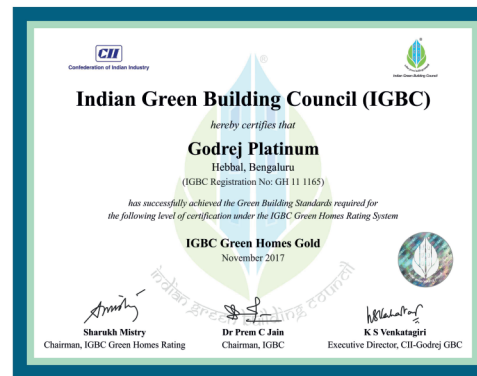 CII
Confederation of Indian Industry
Indian Green Building Council
Indian Green Building Council (IGBC)
hereby certifies that
Godrej Platinum
Hebbal, Bengaluru
(IGBC Registration No: GH 11 1165)
has successfully achieved the Green Building Standards required for
the following level of certification under the IGBC Green Homes Rating System
IGBC Green Homes Gold
November 2017
indian green building council
Sharukh Mistry
Chairman, IGBC Green Homes Rating
Dr Prem C Jain
Chairman, IGBC
K S Venkatagiri
Executive Director, CII-Godrej GBC